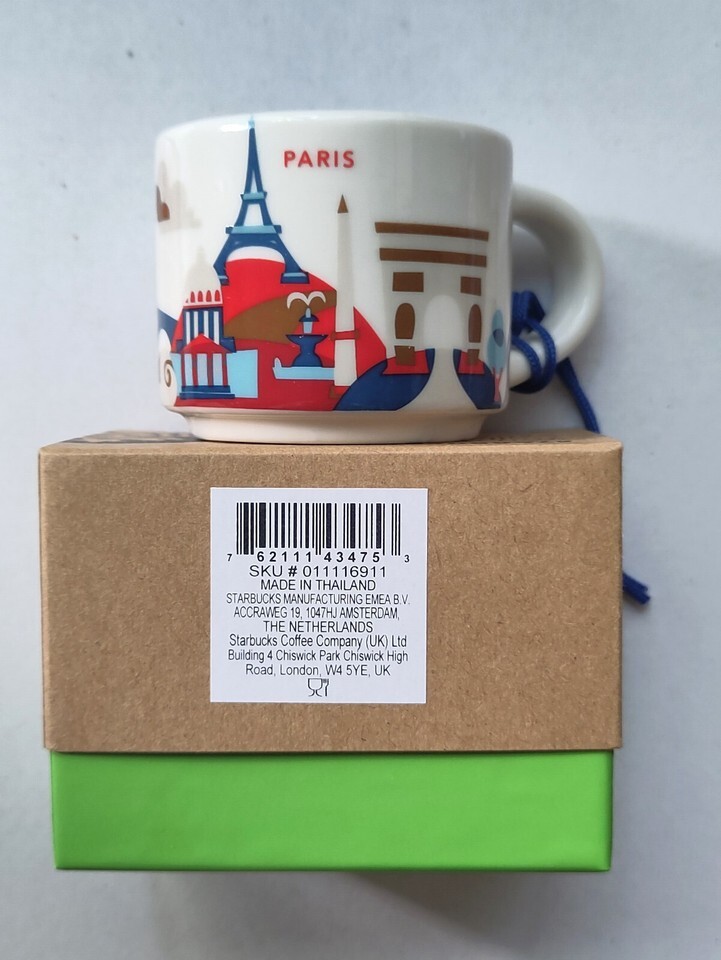 PARIS
7 62111 43475 3
SKU # 011116911
MADE IN THAILAND
STARBUCKS MANUFACTURING EMEA B.V.
ACCRAWEG 19, 1047HJ AMSTERDAM,
THE NETHERLANDS
Starbucks Coffee Company (UK) Ltd
Building 4 Chiswick Park Chiswick High
Road, London, W4 5YE, UK